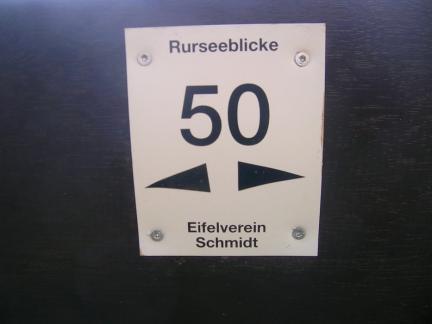 Rurseeblicke
50
Eifelverein
Schmidt